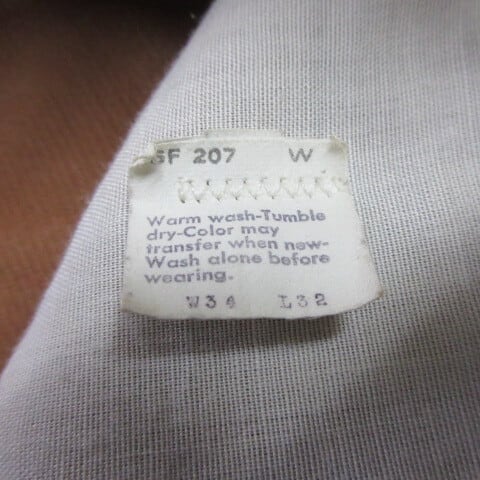 SF 207 W
Warm wash-Tumble
dry-Color may
transfer when new-
Wash alone before
wearing.
W34 L32